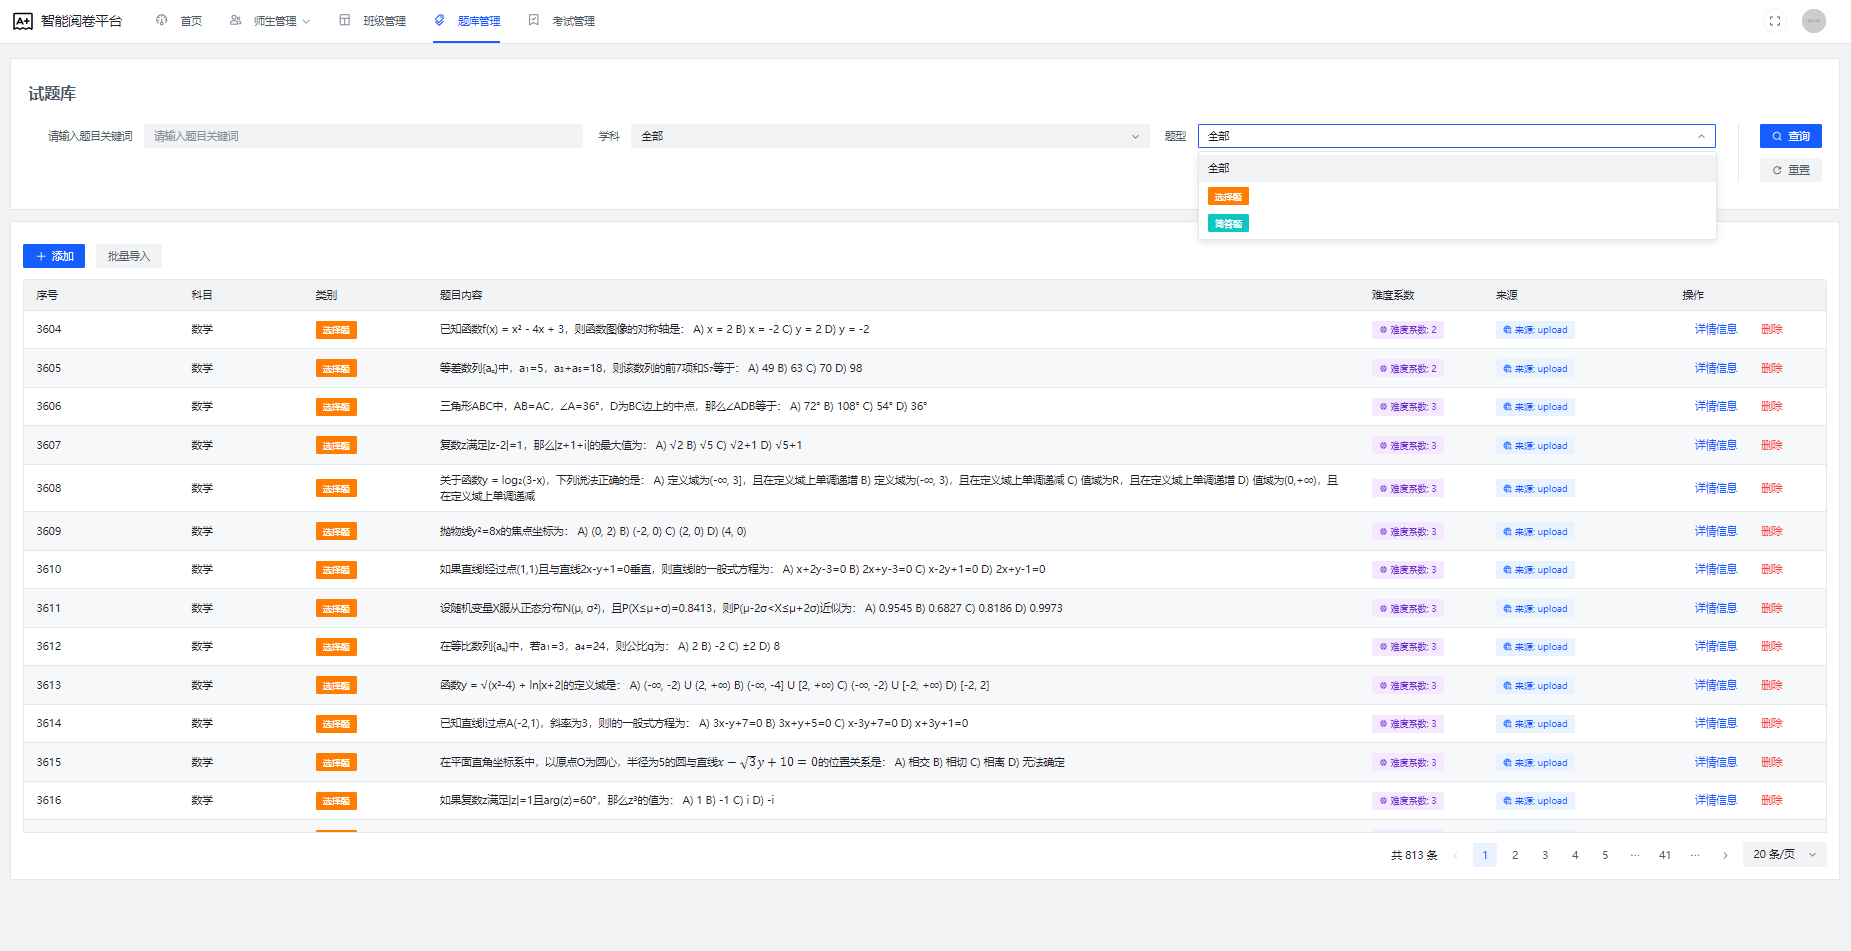 智能阅卷平台 首页 师生管理 班级管理 题库管理 考试管理
试题库
请输入题目关键词 请输入题目关键词 学科 全部 题型 全部 查询
重置
全部
选择题
简答题
添加 批量导入
序号 科目 类别 题目内容 难度系数 来源 操作
3604 数学 选择题 已知函数f(x) = x² - 4x + 3，则函数图像的对称轴是： A) x = 2 B) x = -2 C) y = 2 D) y = -2 难度系数: 2 来源: upload 详情信息 删除
3605 数学 选择题 等差数列{aₙ}中，a₁=5，a₃+a₅=18，则该数列的前7项和S₇等于： A) 49 B) 63 C) 70 D) 98 难度系数: 2 来源: upload 详情信息 删除
3606 数学 选择题 三角形ABC中，AB=AC，∠A=36°，D为BC边上的中点，那么∠ADB等于： A) 72° B) 108° C) 54° D) 36° 难度系数: 3 来源: upload 详情信息 删除
3607 数学 选择题 复数z满足|z-2|=1，那么|z+1+i|的最大值为： A) √2 B) √5 C) √2+1 D) √5+1 难度系数: 3 来源: upload 详情信息 删除
3608 数学 选择题 关于函数y = log₂(3-x)，下列说法正确的是： A) 定义域为(-∞, 3]，且在定义域上单调递增 B) 定义域为(-∞, 3)，且在定义域上单调递减 C) 值域为R，且在定义域上单调递增 D) 值域为(0,+∞)，且 难度系数: 3 来源: upload 详情信息 删除
在定义域上单调递减
3609 数学 选择题 抛物线y²=8x的焦点坐标为： A) (0, 2) B) (-2, 0) C) (2, 0) D) (4, 0) 难度系数: 3 来源: upload 详情信息 删除
3610 数学 选择题 如果直线l经过点(1,1)且与直线2x-y+1=0垂直，则直线l的一般式方程为： A) x+2y-3=0 B) 2x+y-3=0 C) x-2y+1=0 D) 2x+y-1=0 难度系数: 3 来源: upload 详情信息 删除
3611 数学 选择题 设随机变量X服从正态分布N(μ, σ²)，且P(X≤μ+σ)=0.8413，则P(μ-2σ<X≤μ+2σ)近似为： A) 0.9545 B) 0.6827 C) 0.8186 D) 0.9973 难度系数: 3 来源: upload 详情信息 删除
3612 数学 选择题 在等比数列{aₙ}中，若a₁=3，a₄=24，则公比q为： A) 2 B) -2 C) ±2 D) 8 难度系数: 3 来源: upload 详情信息 删除
3613 数学 选择题 函数y = √(x²-4) + ln|x+2|的定义域是： A) (-∞, -2) U (2, +∞) B) (-∞, -4] U [2, +∞) C) (-∞, -2) U [-2, +∞) D) [-2, 2] 难度系数: 3 来源: upload 详情信息 删除
3614 数学 选择题 已知直线l过点A(-2,1)，斜率为3，则l的一般式方程为： A) 3x-y+7=0 B) 3x+y+5=0 C) x-3y+7=0 D) x+3y+1=0 难度系数: 3 来源: upload 详情信息 删除
3615 数学 选择题 在平面直角坐标系中，以原点O为圆心，半径为5的圆与直线x − √3y + 10 = 0的位置关系是： A) 相交 B) 相切 C) 相离 D) 无法确定 难度系数: 3 来源: upload 详情信息 删除
3616 数学 选择题 如果复数z满足|z|=1且arg(z)=60°，那么z³的值为： A) 1 B) -1 C) i D) -i 难度系数: 3 来源: upload 详情信息 删除
共 813 条 1 2 3 4 5 ··· 41 ··· 20 条/页